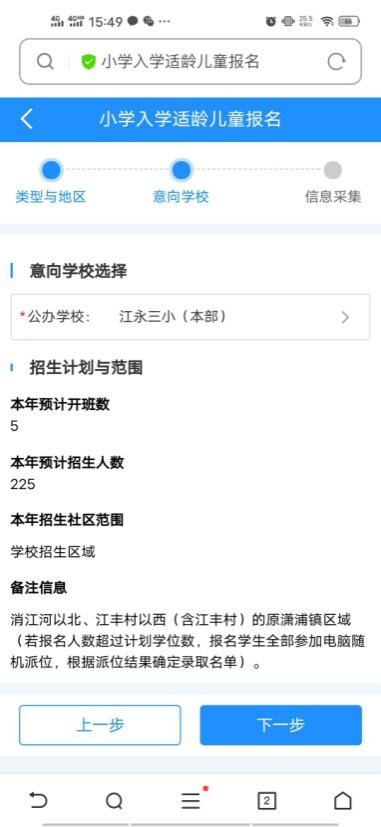 15:49
小学入学适龄儿童报名
小学入学适龄儿童报名
类型与地区 意向学校 信息采集
意向学校选择
*公办学校： 江永三小（本部）
招生计划与范围
本年预计开班数
5
本年预计招生人数
225
本年招生社区范围
学校招生区域
备注信息
消江河以北、江丰村以西（含江丰村）的原潇浦镇区域
（若报名人数超过计划学位数，报名学生全部参加电脑随
机派位，根据派位结果确定录取名单）。
上一步 下一步
2